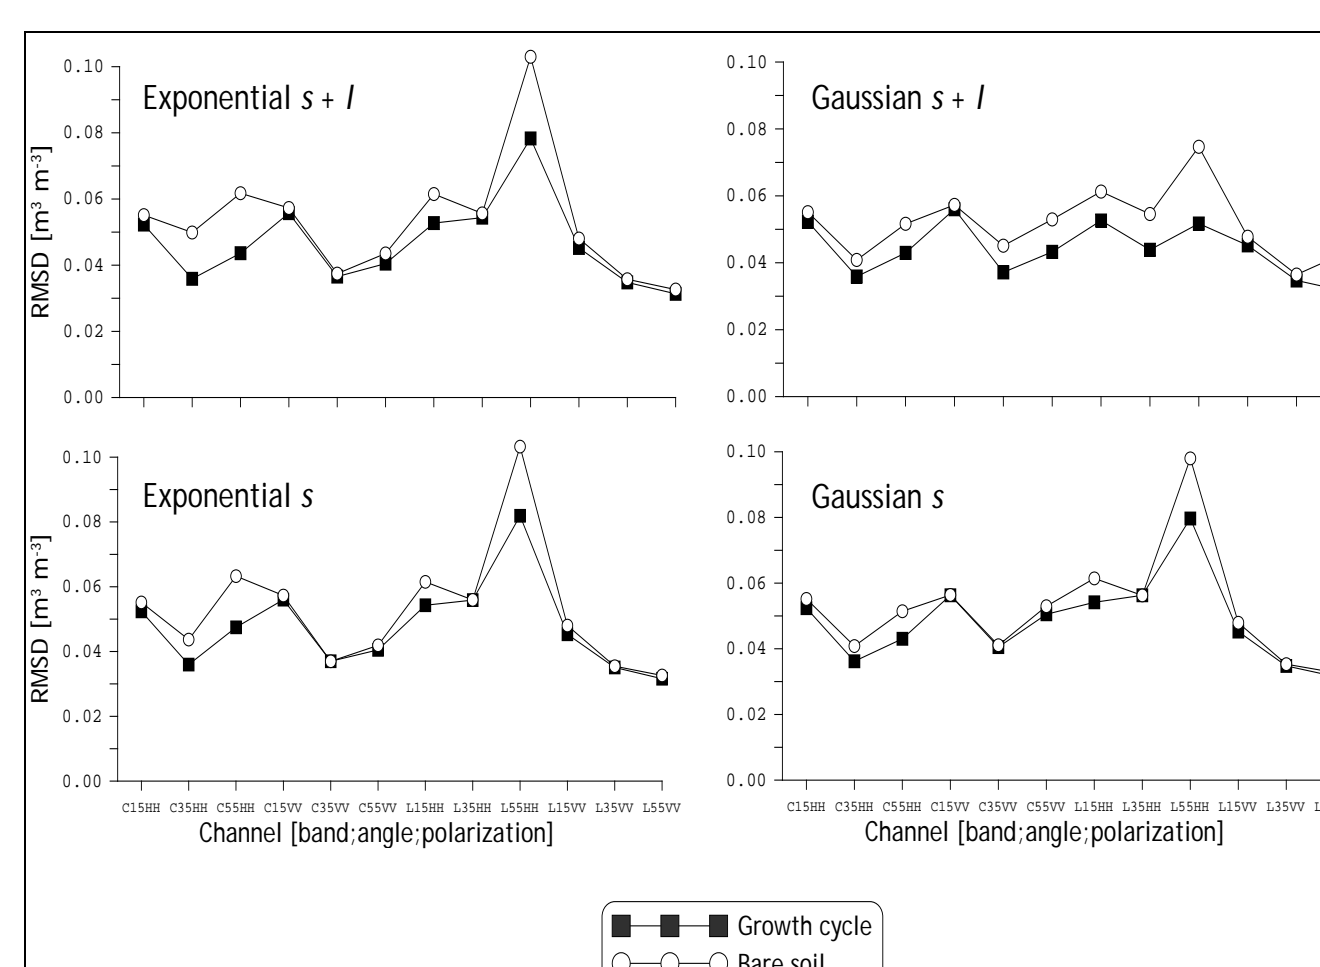 Exponential s + l
RMSD [m³ m⁻³]
0.10
0.08
0.06
0.04
0.02
0.00
Gaussian s + l
0.10
0.08
0.06
0.04
0.02
0.00
Exponential s
RMSD [m³ m⁻³]
0.10
0.08
0.06
0.04
0.02
0.00
C15HH C35HH C55HH C15VV C35VV C55VV L15HH L35HH L55HH L15VV L35VV L55VV
Channel [band;angle;polarization]
Gaussian s
0.10
0.08
0.06
0.04
0.02
0.00
C15HH C35HH C55HH C15VV C35VV C55VV L15HH L35HH L55HH L15VV L35VV L
Channel [band;angle;polarization]
Growth cycle
Bare soil